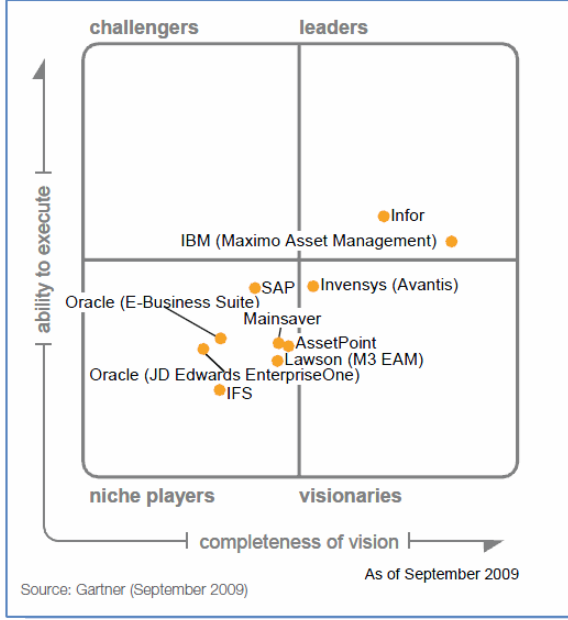 challengers
leaders
ability to execute
Infor
IBM (Maximo Asset Management)
SAP
Invensys (Avantis)
Oracle (E-Business Suite)
Mainsaver
AssetPoint
Lawson (M3 EAM)
Oracle (JD Edwards EnterpriseOne)
IFS
niche players
visionaries
completeness of vision
As of September 2009
Source: Gartner (September 2009)